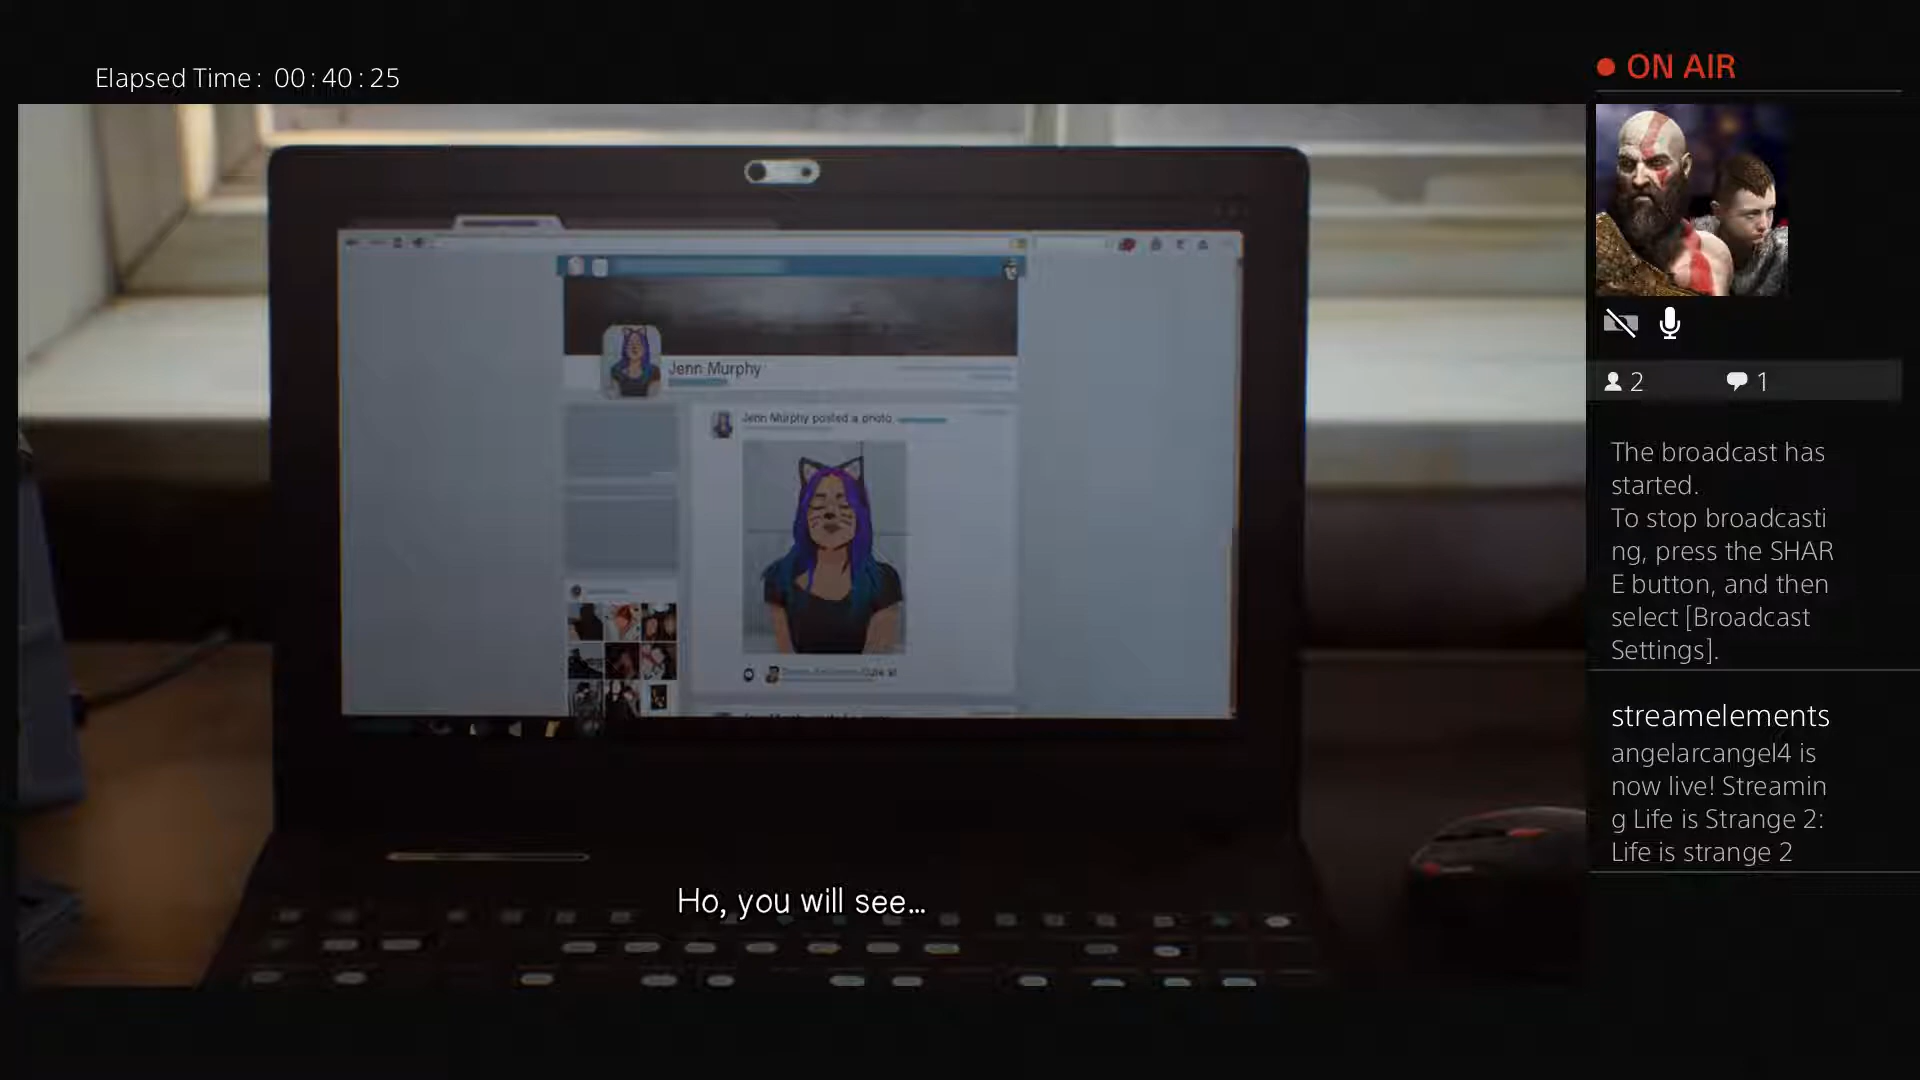 Elapsed Time: 00:40:25
ON AIR
2
1
The broadcast has
started.
To stop broadcasti
ng, press the SHAR
E button, and then
select [Broadcast
Settings].
streamelements
angelarcangel4 is
now live! Streamin
g Life is Strange 2:
Life is strange 2
Jenn Murphy
Jenn Murphy posted a photo
Ho, you will see...